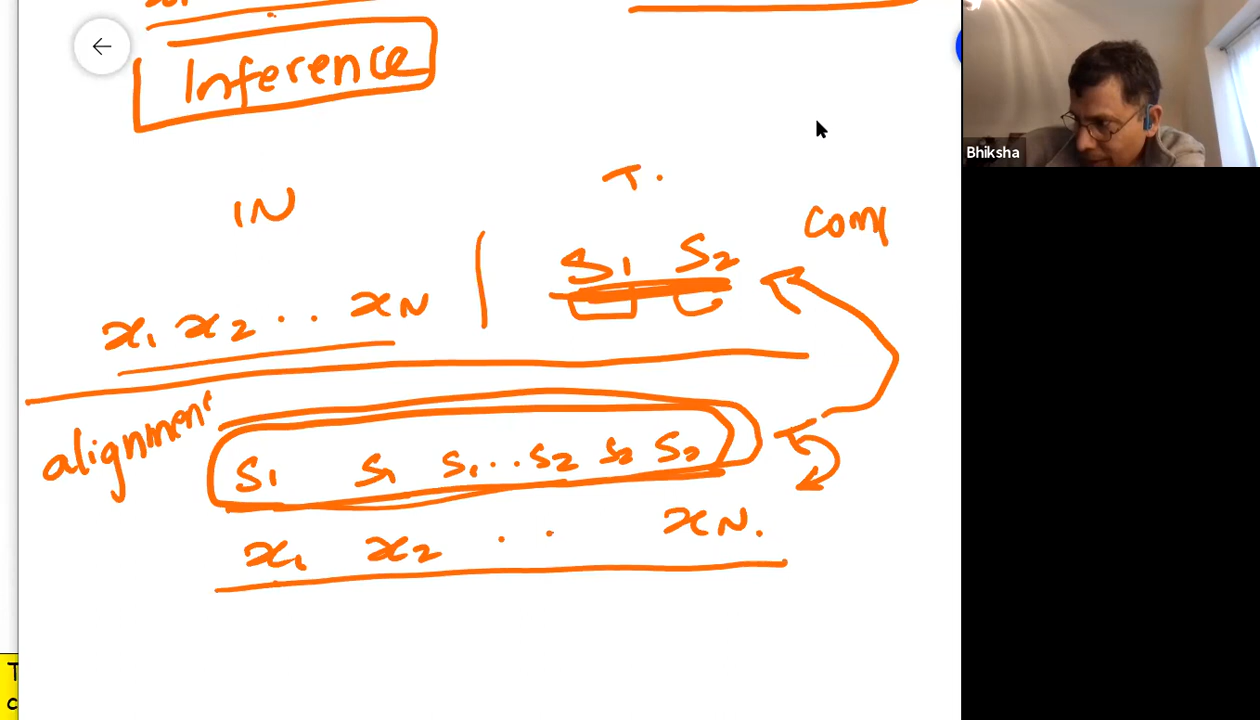 Inference
Bhiksha
IN
T.
x1 x2 .. xN
S1 S2
Com
alignment
S1 S1 S1 .. S2 S2 S2
x1 x2 . . xN.